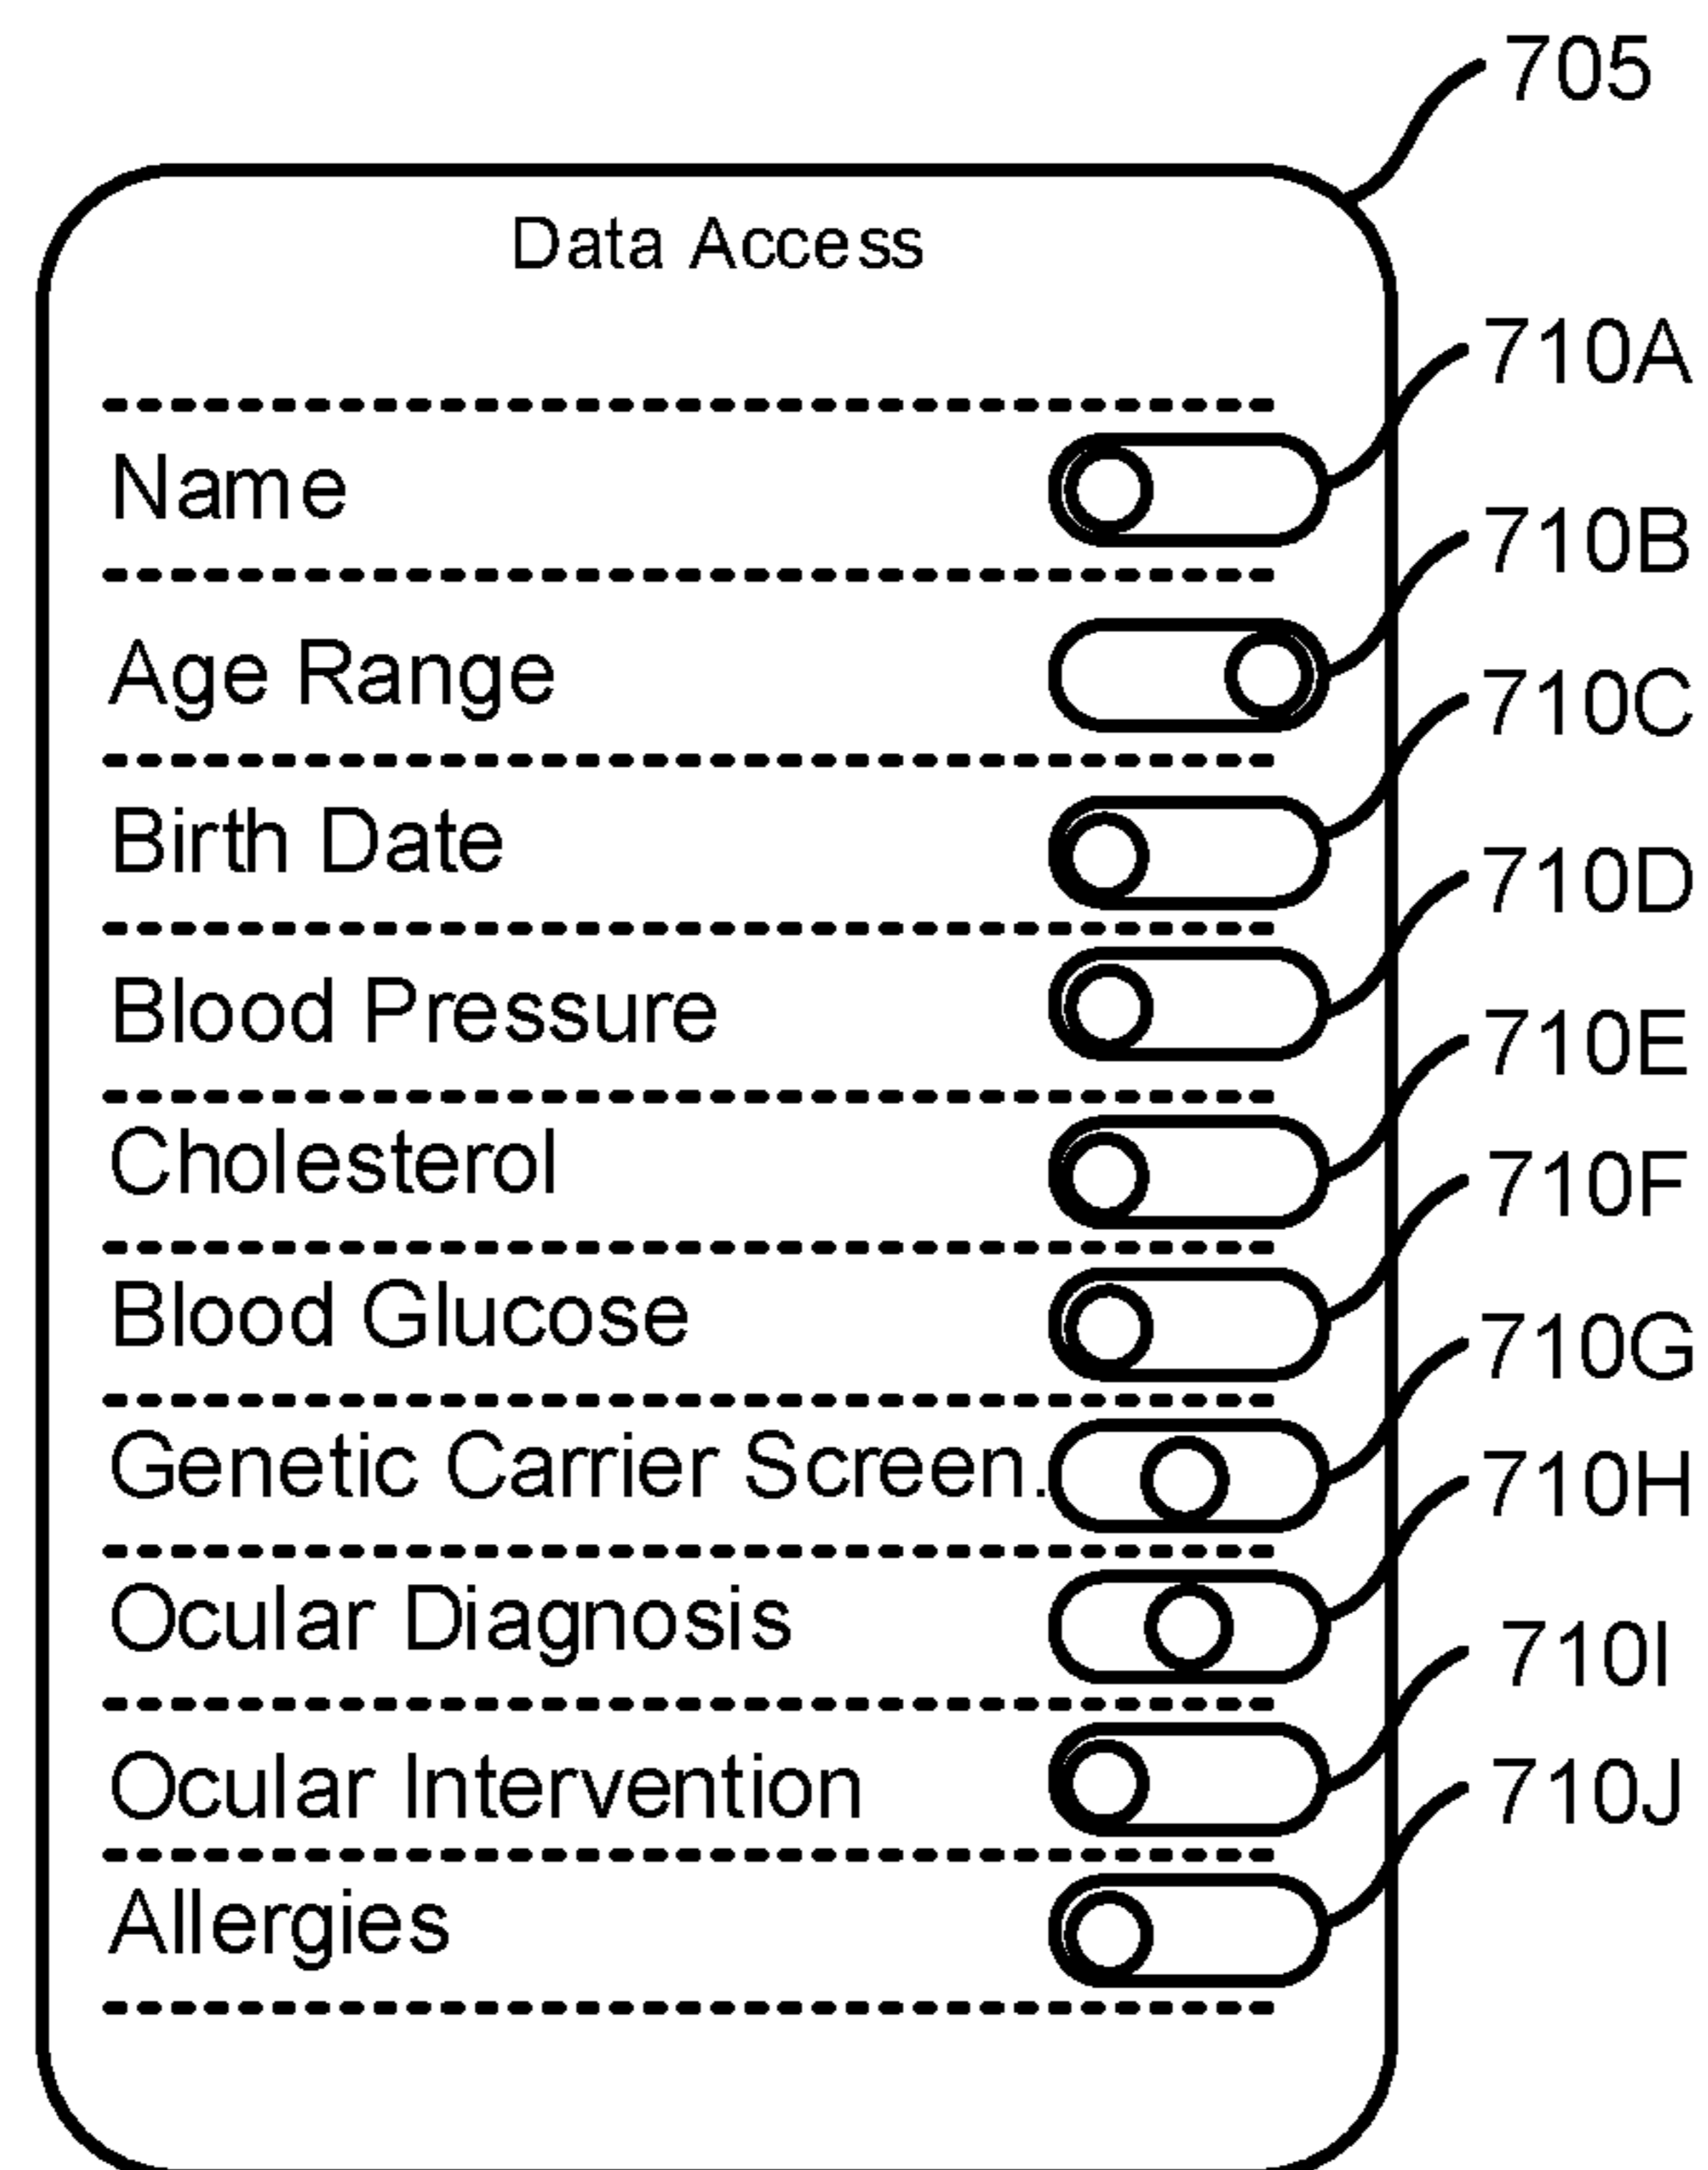 705
Data Access
710A
Name
710B
Age Range
710C
Birth Date
710D
Blood Pressure
710E
Cholesterol
710F
Blood Glucose
710G
Genetic Carrier Screen.
710H
Ocular Diagnosis
710I
Ocular Intervention
710J
Allergies